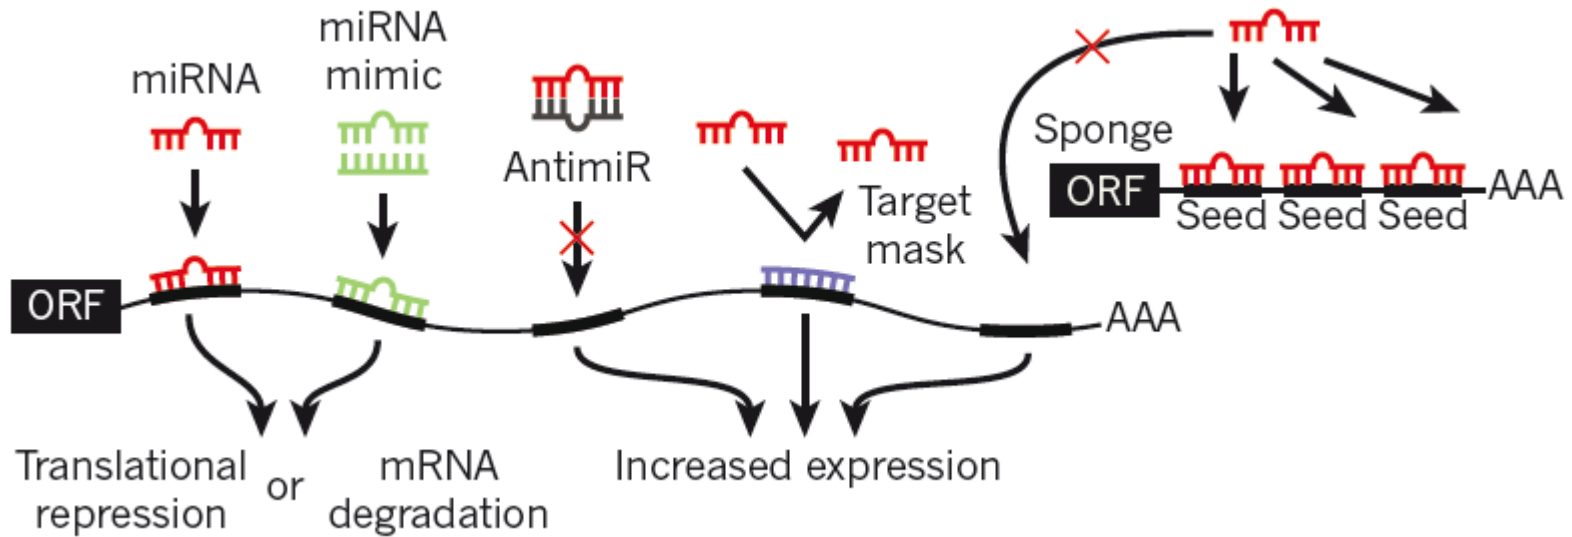 miRNA
miRNA
mimic
AntimiR
Target
mask
Sponge
ORF
AAA
Seed Seed Seed
ORF
AAA
Translational
repression
or
mRNA
degradation
Increased expression